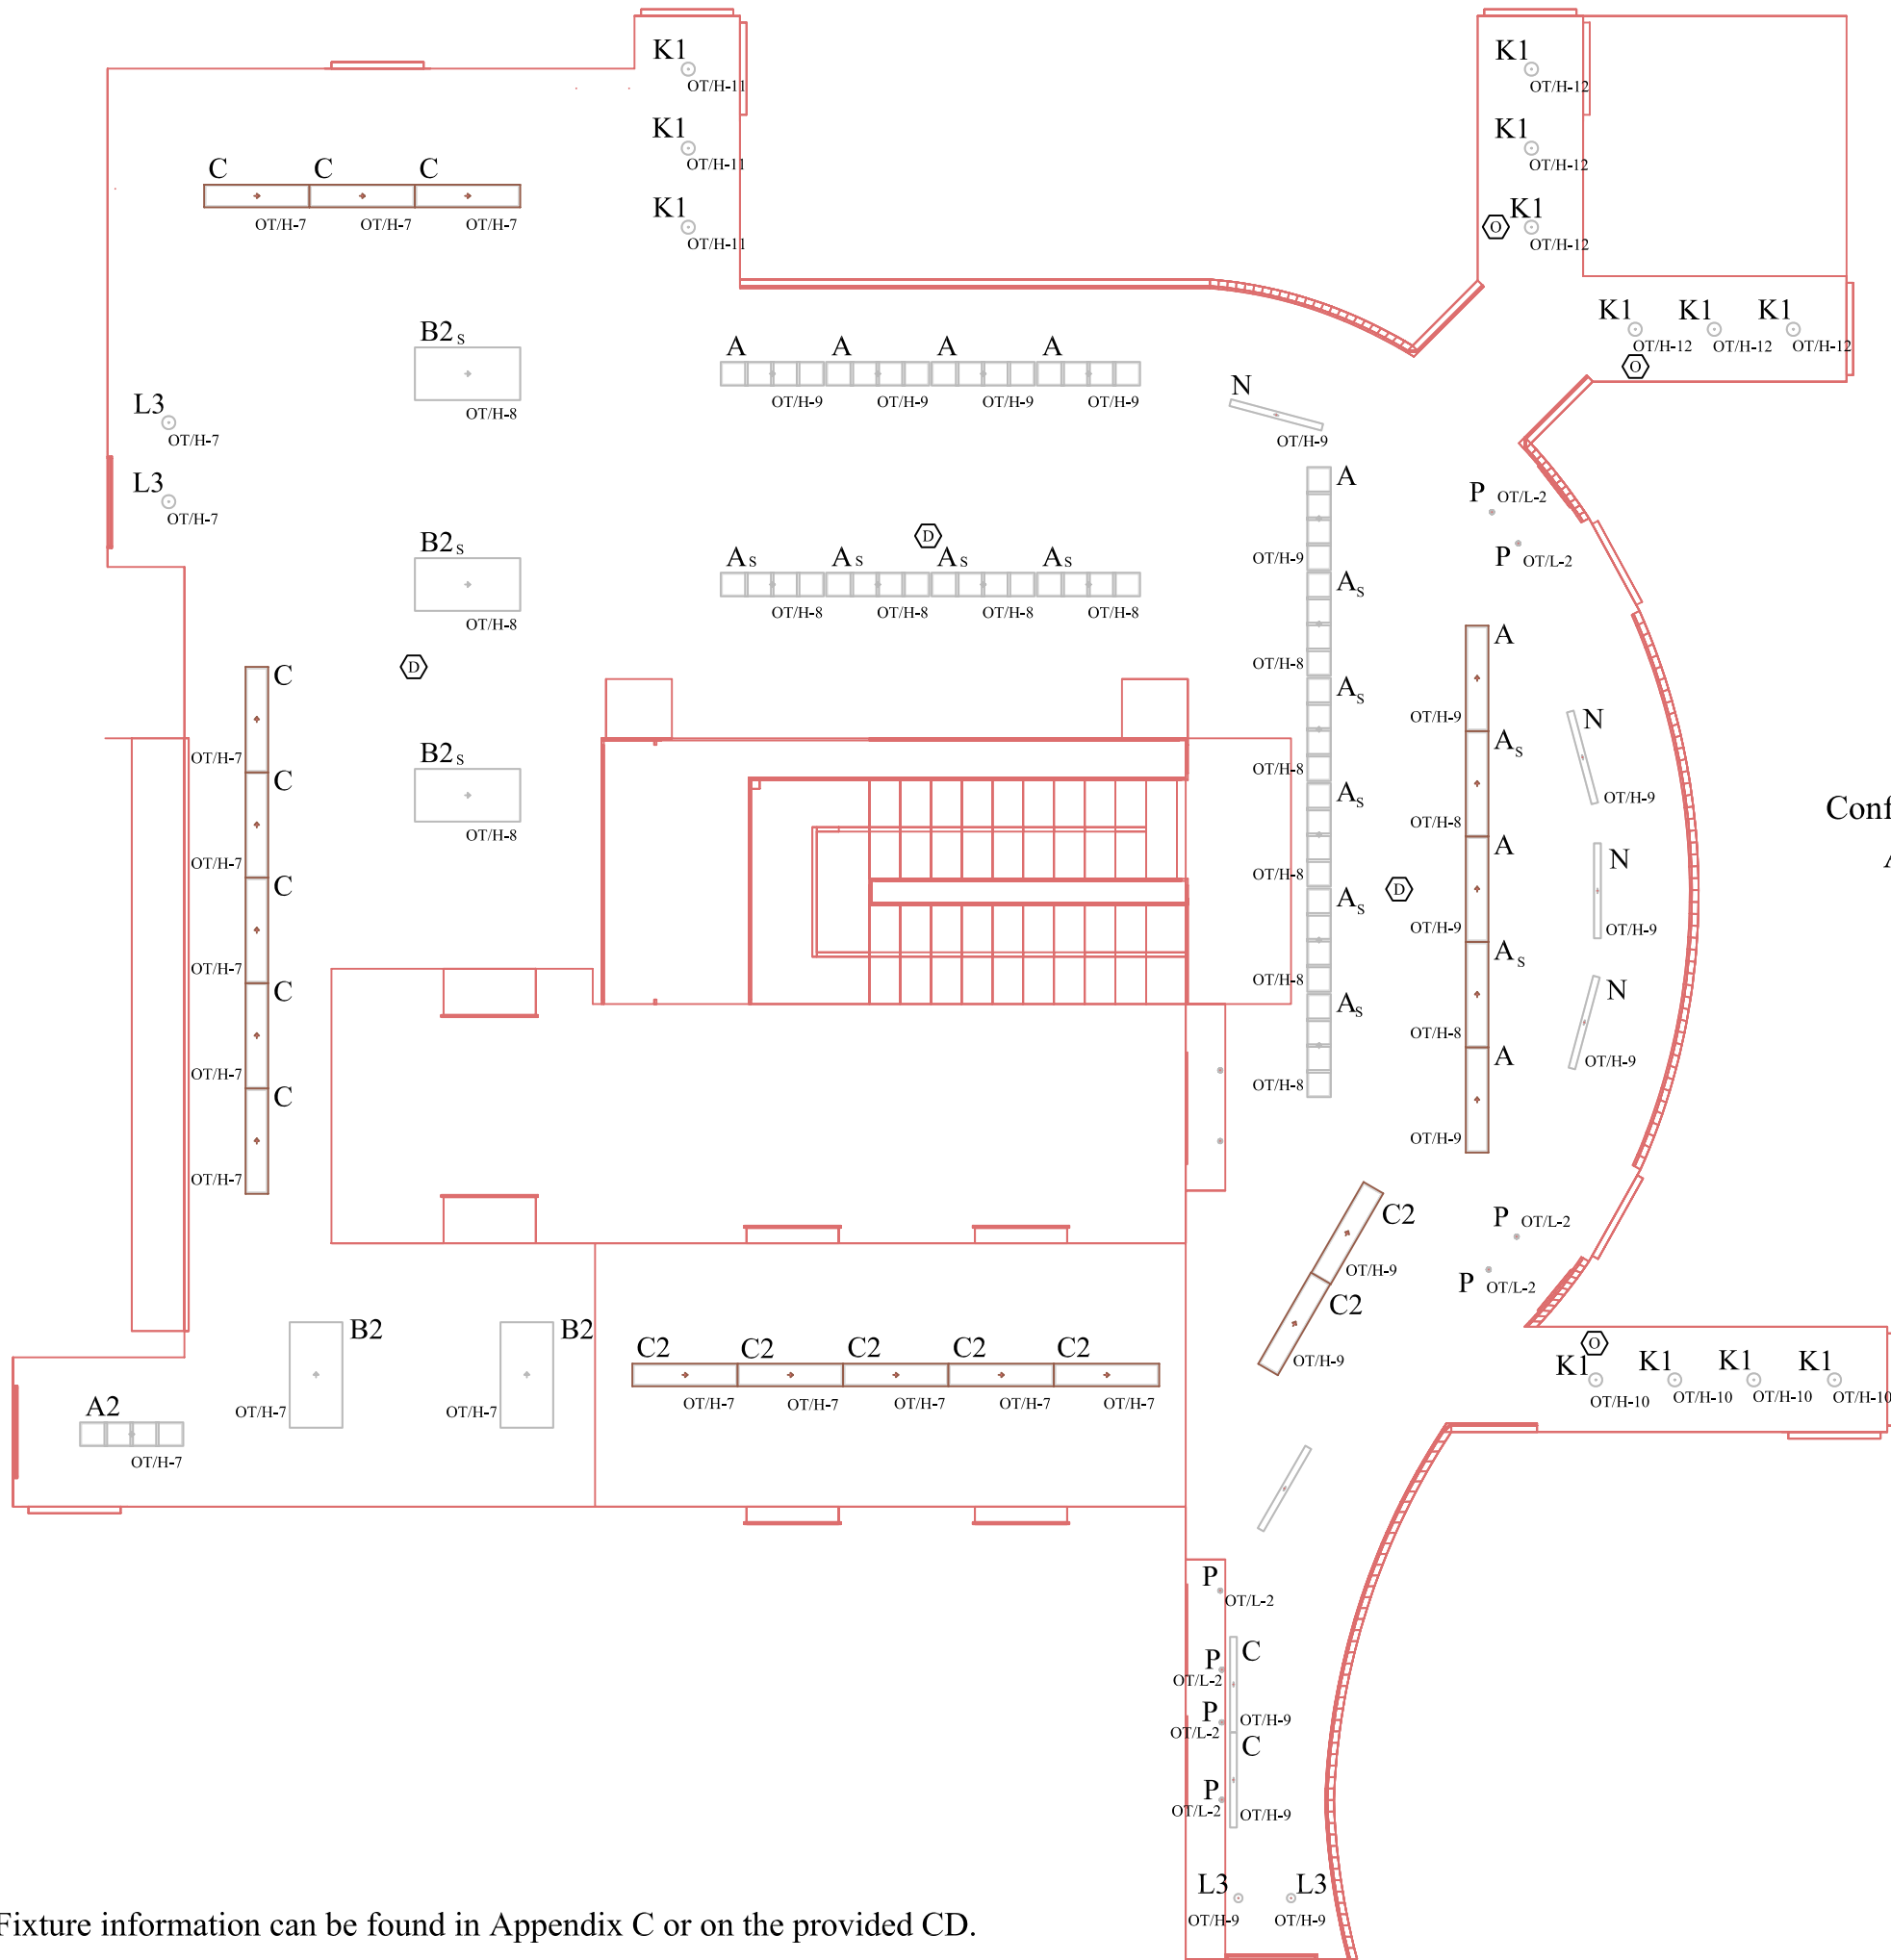 K1 K1
OT/H-11 OT/H-12
K1 K1
OT/H-11 OT/H-12
C C C
K1 O K1
OT/H-7 OT/H-7 OT/H-7
OT/H-11 OT/H-12
K1 K1 K1
B2S A A A A
OT/H-12 OT/H-12 OT/H-12
O
N
L3 OT/H-8 OT/H-9 OT/H-9 OT/H-9 OT/H-9
OT/H-7 OT/H-9
L3 A
P OT/L-2
OT/H-7
B2S D
AS AS AS AS OT/H-9 P OT/L-2
AS
OT/H-8 OT/H-8 OT/H-8 OT/H-8 OT/H-8
A
D
C OT/H-8
AS
OT/H-9 N
AS
OT/H-7 B2S OT/H-8
C
AS OT/H-9
OT/H-8 OT/H-8
A
OT/H-7 OT/H-8 N
C D
AS
OT/H-9 OT/H-9
AS
OT/H-7 OT/H-8
C N
AS
OT/H-8
A OT/H-9
OT/H-7 OT/H-8
C
OT/H-9
OT/H-7
C2 P OT/L-2
OT/H-9
P OT/L-2
C2
B2 B2
C2 C2 C2 C2 C2 O
OT/H-9 K1 K1 K1 K1
A2 OT/H-7 OT/H-7 OT/H-7 OT/H-7 OT/H-7 OT/H-7 OT/H-7
OT/H-10 OT/H-10 OT/H-10 OT/H-10
OT/H-7
P
OT/L-2
C
P
OT/L-2
P OT/H-9
OT/L-2
C
P
OT/L-2 OT/H-9
L3 L3
OT/H-9 OT/H-9
Fixture information can be found in Appendix C or on the provided CD.